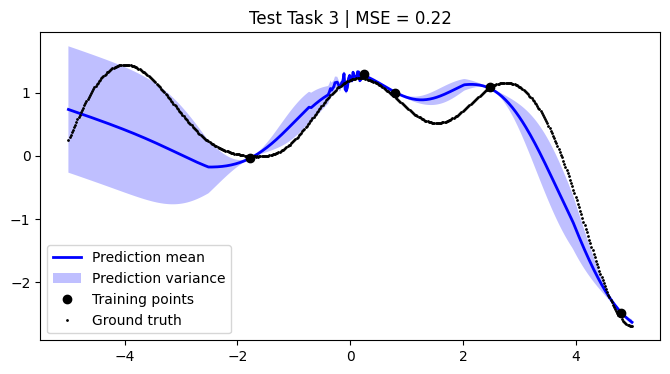 Test Task 3 | MSE = 0.22
1
0
−1
−2
Prediction mean
Prediction variance
Training points
Ground truth
−4
−2
0
2
4